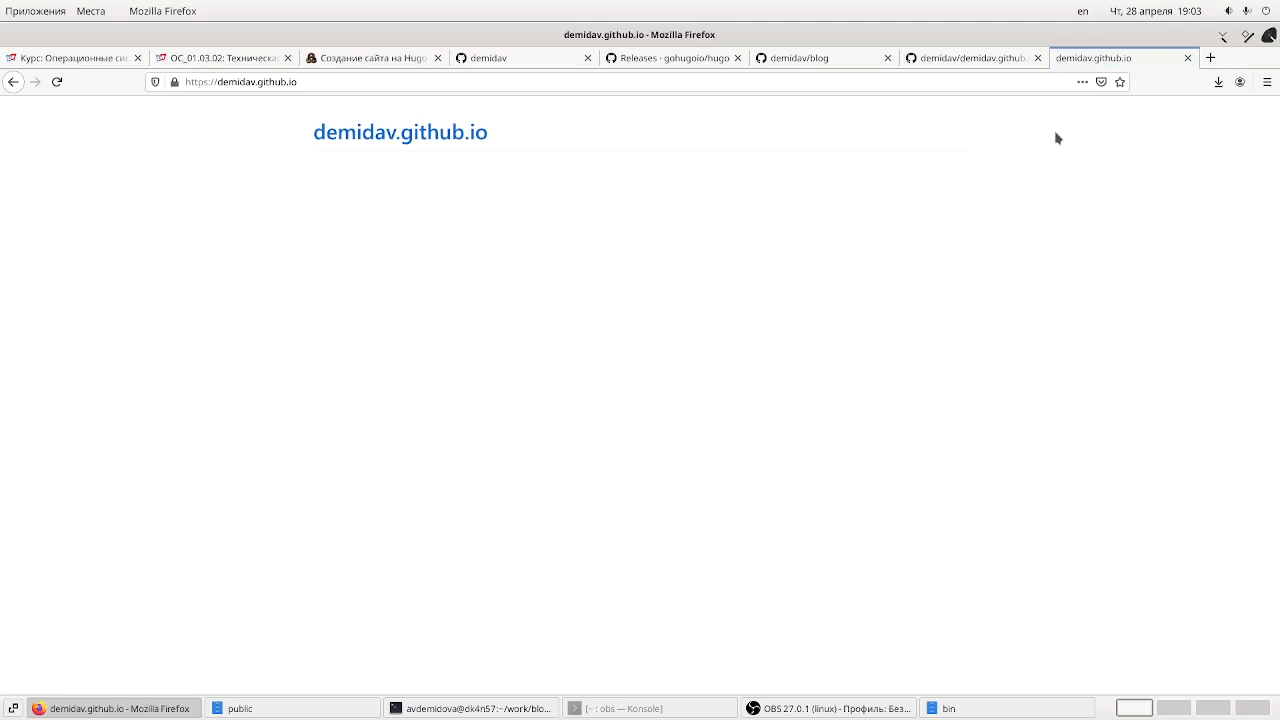 Приложения Места Mozilla Firefox en Чт, 28 апреля 19:03
demidav.github.io - Mozilla Firefox
Курс: Операционные сис ОС_01.03.02: Техническа Создание сайта на Hugo demidav Releases · gohugoio/hugo demidav/blog demidav/demidav.github. demidav.github.io
https://demidav.github.io
demidav.github.io
demidav.github.io - Mozilla Firefox public avdemidova@dk4n57:~/work/blo... [~ : obs — Konsole] OBS 27.0.1 (linux) - Профиль: Без... bin